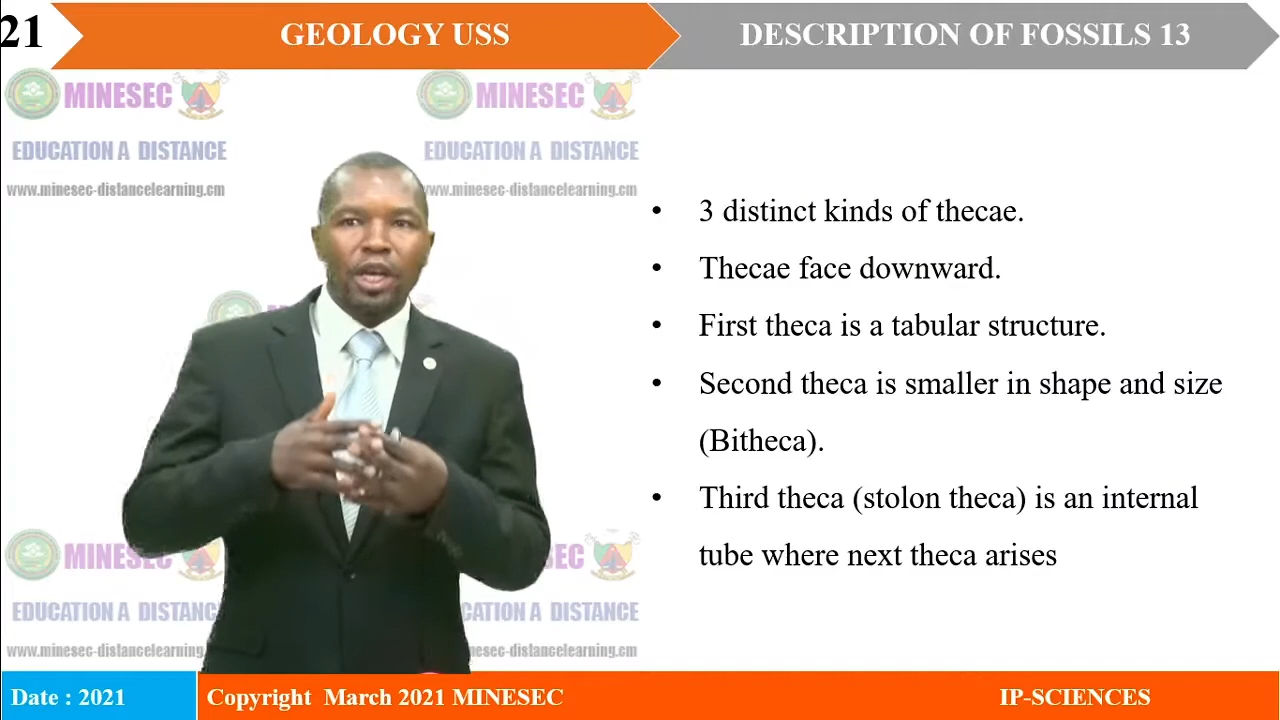 21
GEOLOGY USS
DESCRIPTION OF FOSSILS 13
MINESEC
MINESEC
EDUCATION A DISTANCE
EDUCATION A DISTANCE
www.minesec-distancelearning.cm
www.minesec-distancelearning.cm
• 3 distinct kinds of thecae.
• Thecae face downward.
• First theca is a tabular structure.
• Second theca is smaller in shape and size
(Bitheca).
• Third theca (stolon theca) is an internal
tube where next theca arises
MINESEC
EDUCATION A DISTANCE
www.minesec-distancelearning
Date : 2021
Copyright March 2021 MINESEC
IP-SCIENCES